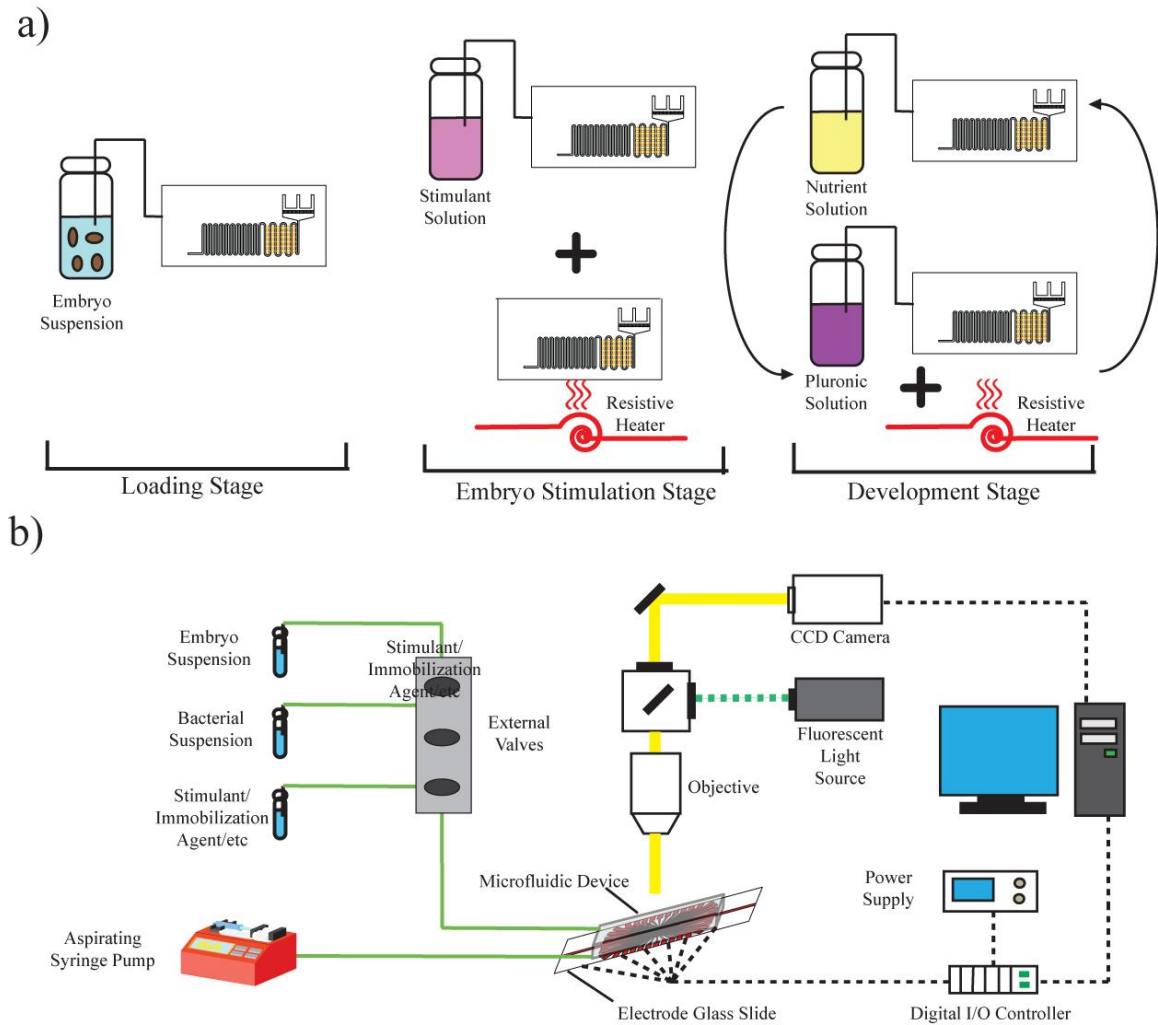 a)
Embryo
Suspension
Loading Stage
Stimulant
Solution
Resistive
Heater
Embryo Stimulation Stage
Nutrient
Solution
Pluronic
Solution
Resistive
Heater
Development Stage
b)
Embryo
Suspension
Bacterial
Suspension
Stimulant/
Immobilization
Agent/etc
Aspirating
Syringe Pump
Stimulant/
Immobilization
Agent/etc
External
Valves
CCD Camera
Fluorescent
Light
Source
Objective
Microfluidic Device
Electrode Glass Slide
Power
Supply
Digital I/O Controller